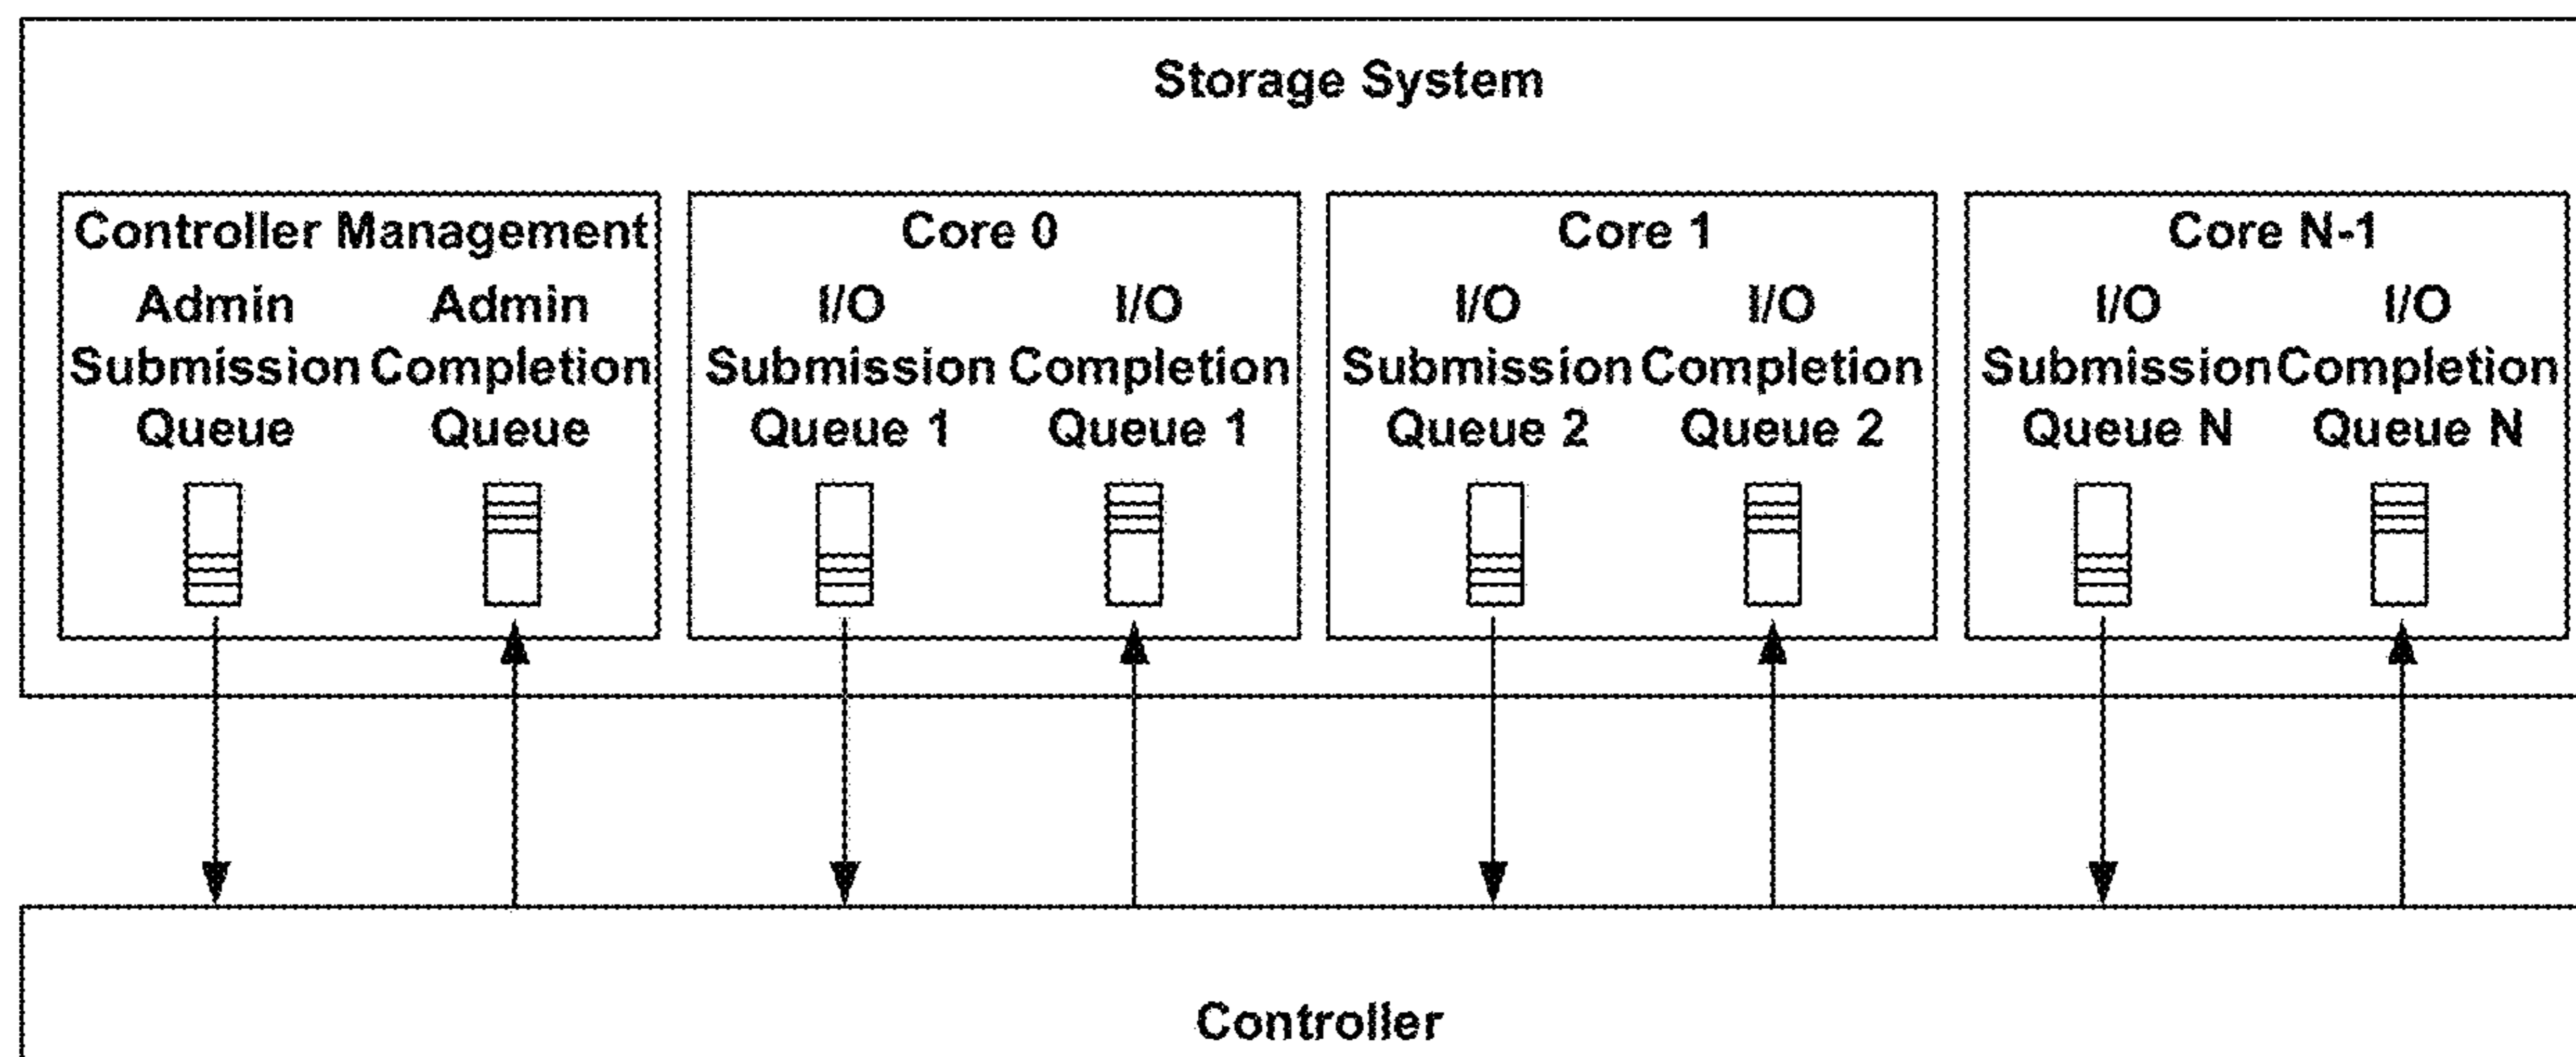 Storage System
Controller Management
Admin Submission Queue
Admin Completion Queue
Core 0
I/O Submission Queue 1
I/O Completion Queue 1
Core 1
I/O Submission Queue 2
I/O Completion Queue 2
Core N-1
I/O Submission Queue N
I/O Completion Queue N
Controller